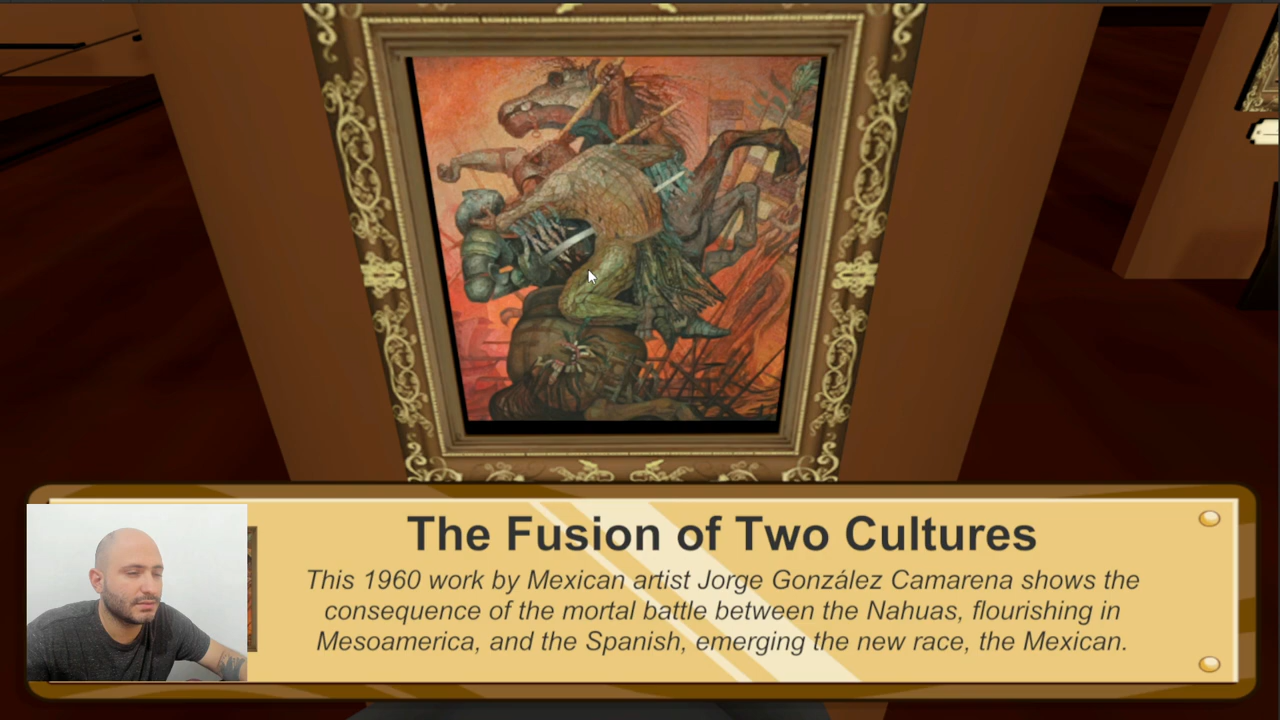 The Fusion of Two Cultures
This 1960 work by Mexican artist Jorge González Camarena shows the
consequence of the mortal battle between the Nahuas, flourishing in
Mesoamerica, and the Spanish, emerging the new race, the Mexican.